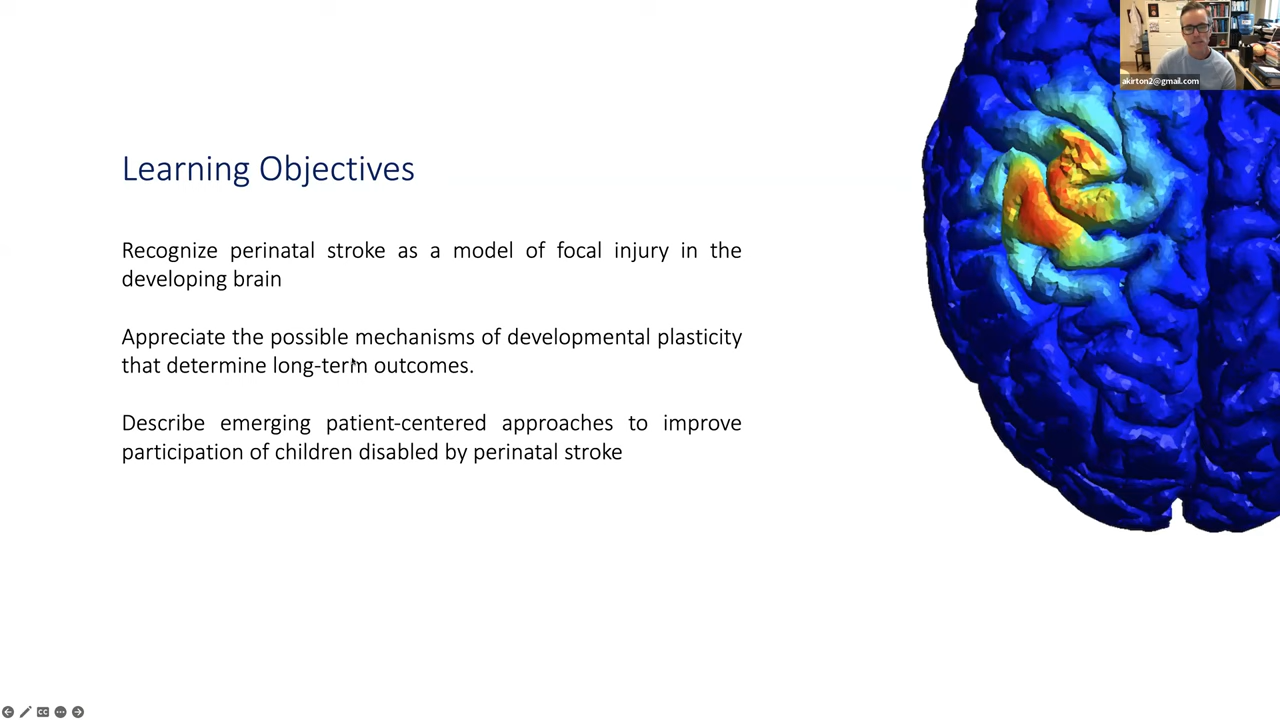 akirton2@gmail.com
Learning Objectives
Recognize perinatal stroke as a model of focal injury in the
developing brain
Appreciate the possible mechanisms of developmental plasticity
that determine long-term outcomes.
Describe emerging patient-centered approaches to improve
participation of children disabled by perinatal stroke
CC